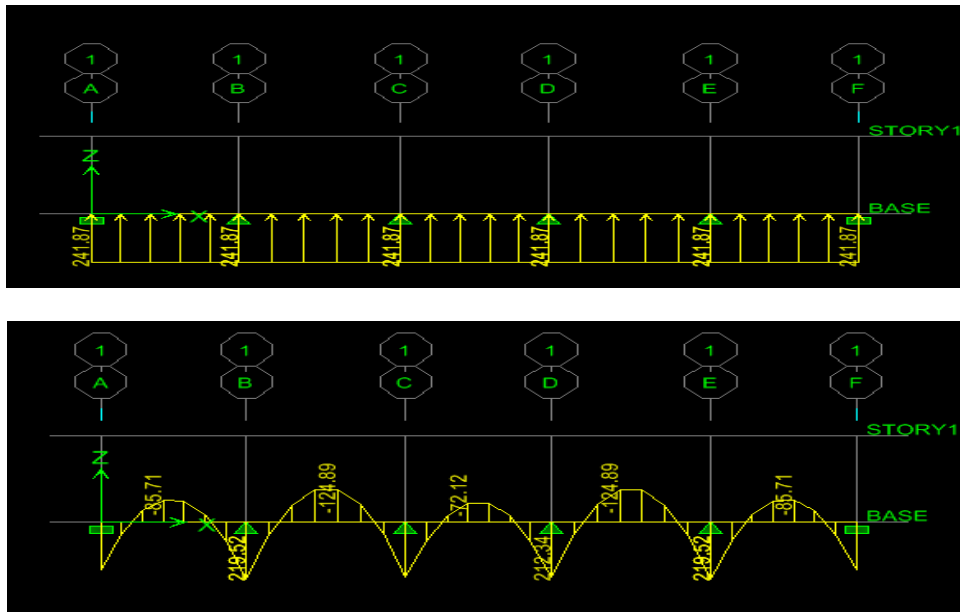 1 1 1 1 1 1
A B C D E F
STORY1
Z
X
BASE
241.87 241.87 241.87 241.87 241.87 241.87
1 1 1 1 1 1
A B C D E F
STORY1
Z
-85.71 -124.89 -72.12 -124.89 -85.71
X
BASE
219.52 212.34 219.52